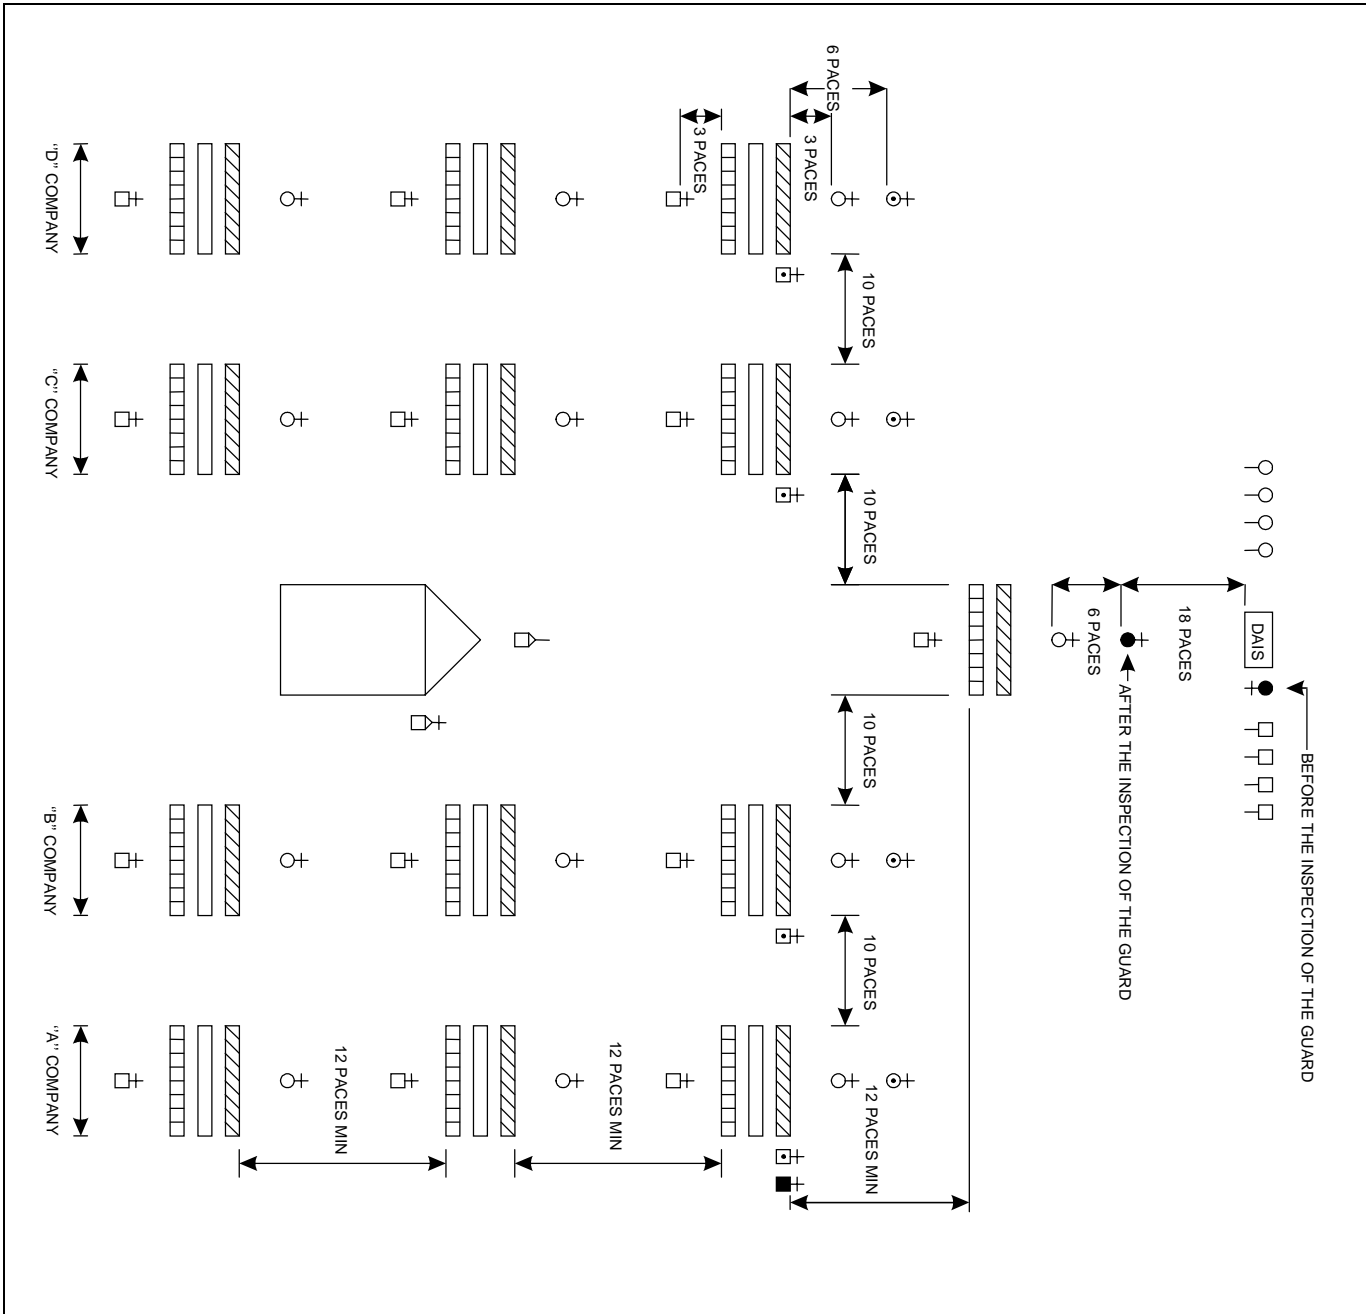 6 PACES
3 PACES
3 PACES
"D" COMPANY
10 PACES
"C" COMPANY
10 PACES
6 PACES
18 PACES
DAIS
AFTER THE INSPECTION OF THE GUARD
BEFORE THE INSPECTION OF THE GUARD
10 PACES
"B" COMPANY
10 PACES
"A" COMPANY
12 PACES MIN
12 PACES MIN
12 PACES MIN